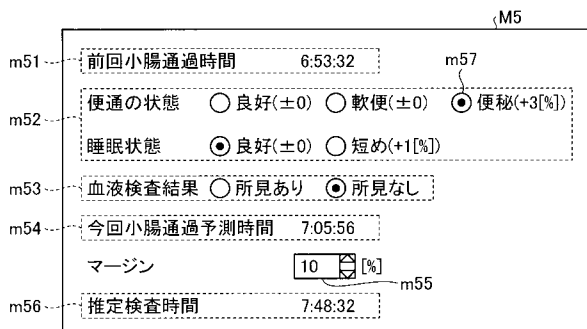 M5
m51 前回小腸通過時間 6:53:32 m57
m52 便通の状態 良好(±0) 軟便(±0) 便秘(+3[%])
睡眠状態 良好(±0) 短め(+1[%])
m53 血液検査結果 所見あり 所見なし
m54 今回小腸通過予測時間 7:05:56
マージン 10 [%] m55
m56 推定検査時間 7:48:32